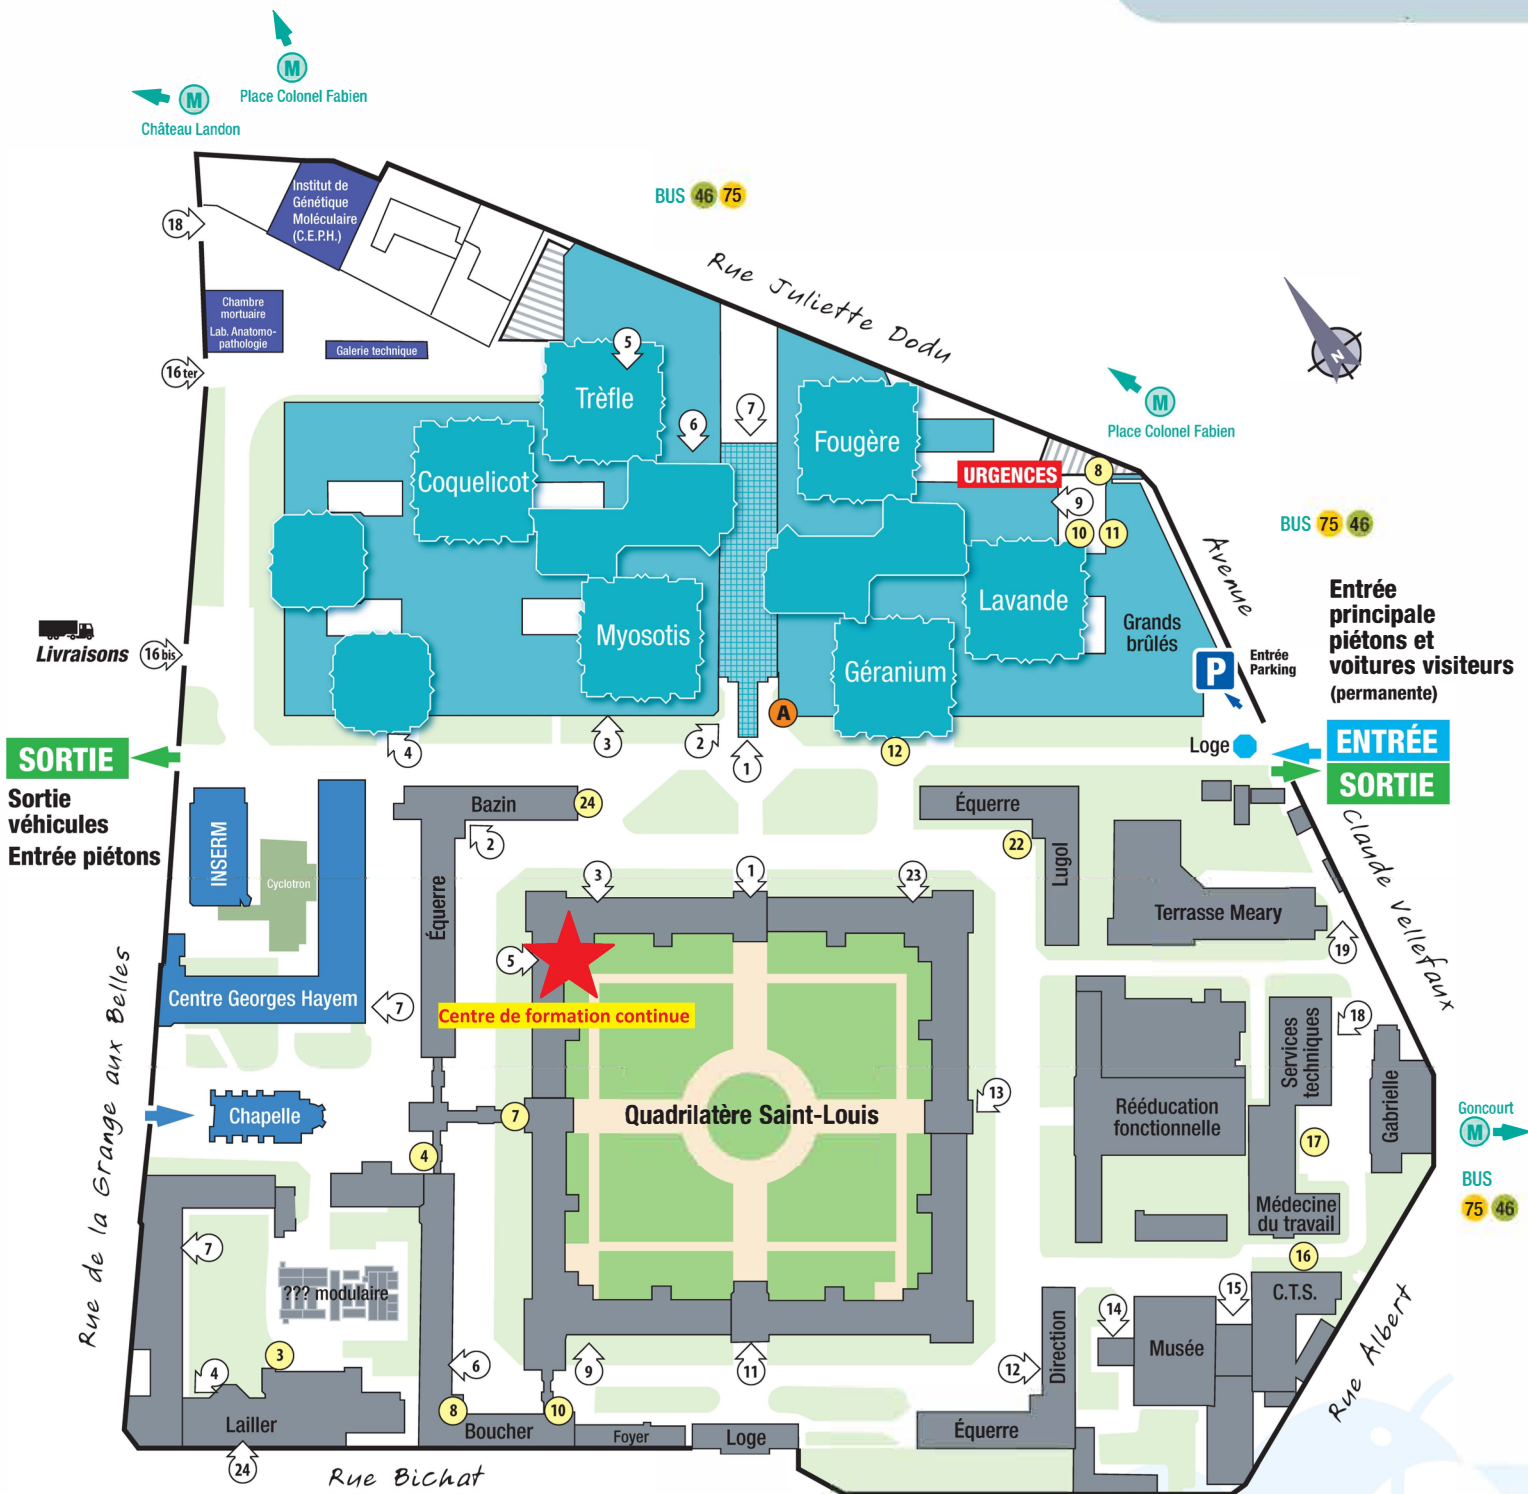 M
Place Colonel Fabien
M
Château Landon
BUS 46 75
Rue Juliette Dodu
Institut de
Génétique
Moléculaire
(C.E.P.H.)
18
Chambre
mortuaire
Lab. Anatomo-
pathologie
Galerie technique
16 ter
5
Trèfle
6
7
Fougère
Coquelicot
URGENCES
8
9
10
11
N
M
Place Colonel Fabien
BUS 75 46
Avenue
Claude Vellefaux
Lavande
Grands
brûlés
Myosotis
Géranium
Livraisons
16 bis
P
Entrée
Parking
Entrée
principale
piétons et
voitures visiteurs
(permanente)
A
4
3
2
1
12
Loge
ENTRÉE
SORTIE
SORTIE
Sortie
véhicules
Entrée piétons
Bazin
24
2
Équerre
22
Lugol
INSERM
Cyclotron
Équerre
3
1
23
Terrasse Meary
19
5
Centre de formation continue
Centre Georges Hayem
7
Rue de la Grange aux Belles
18
Services
techniques
13
Quadrilatère Saint-Louis
Rééducation
fonctionnelle
Gabrielle
Goncourt
M
BUS
75 46
Chapelle
7
4
17
Médecine
du travail
16
7
??? modulaire
C.T.S.
15
14
Musée
Direction
12
3
4
6
9
11
Lailler
8
10
Boucher
Foyer
Loge
Équerre
24
Rue Bichat
Rue Albert